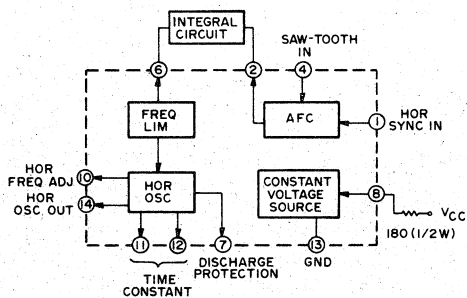 INTEGRAL
CIRCUIT
SAW-TOOTH
IN
6
2
4
FREQ
LIM
AFC
1
HOR
SYNC IN
HOR
FREQ ADJ
10
HOR
OSC OUT
14
HOR
OSC
CONSTANT
VOLTAGE
SOURCE
8
VCC
180 (1/2 W)
11
12
7
13
TIME
CONSTANT
DISCHARGE
PROTECTION
GND